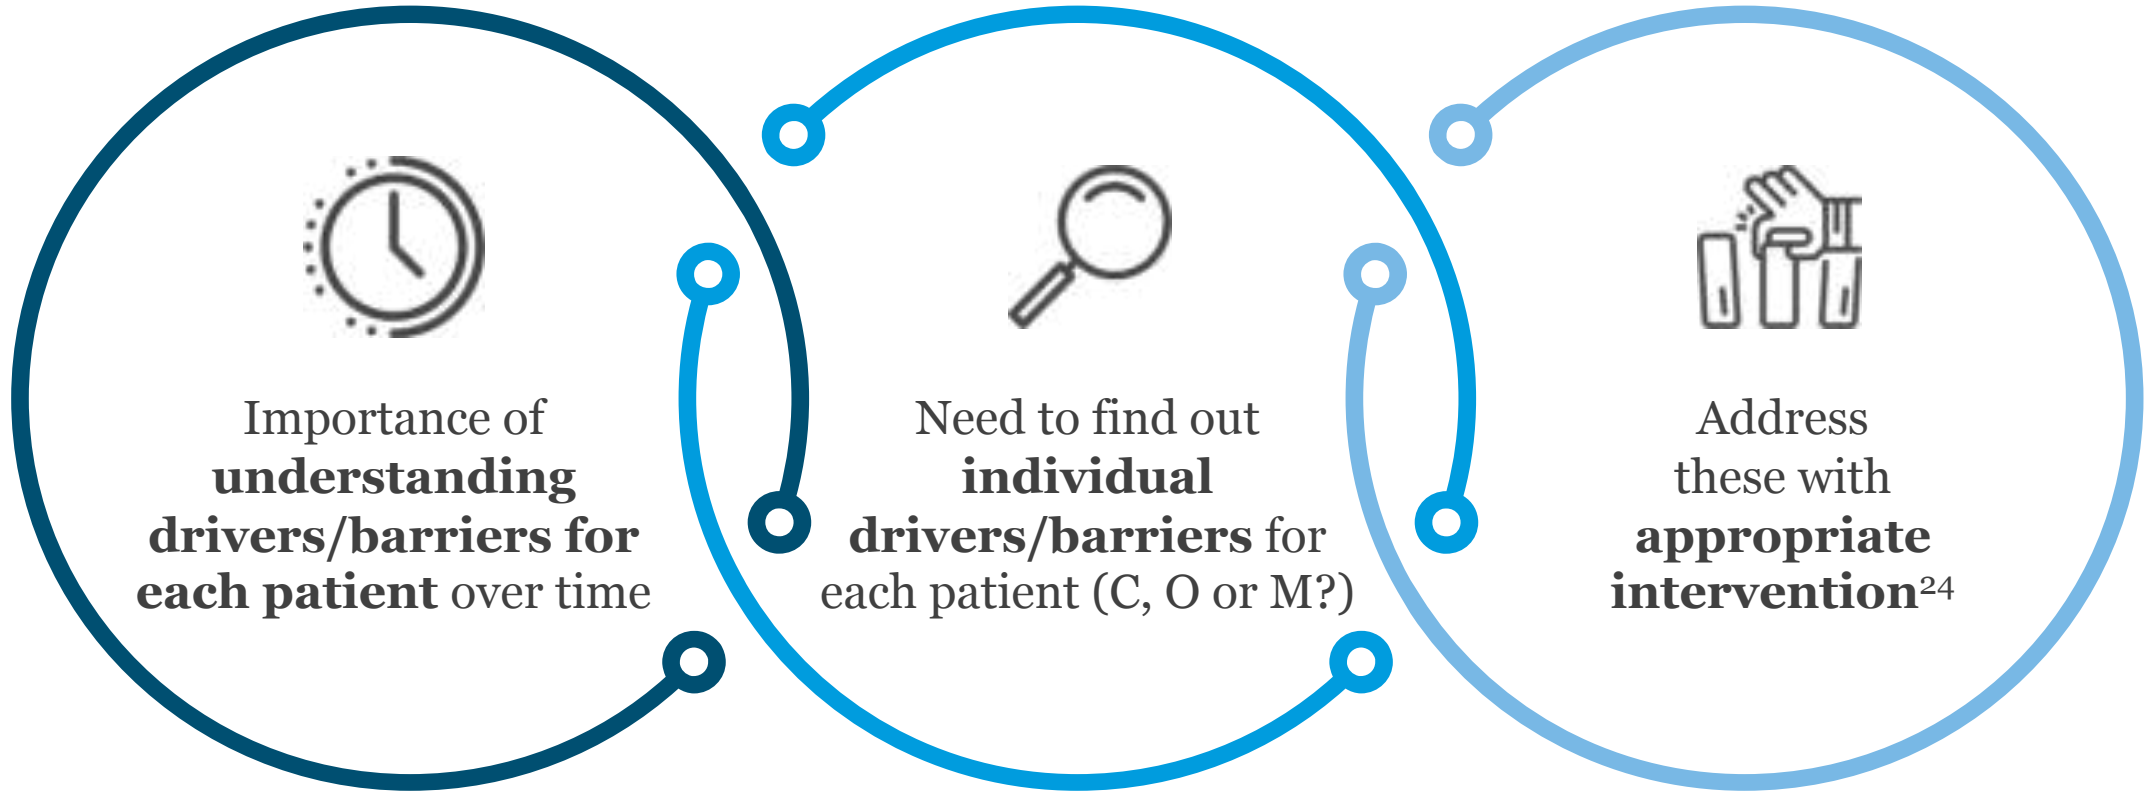 Importance of
understanding
drivers/barriers for
each patient over time
Need to find out
individual
drivers/barriers for
each patient (C, O or M?)
Address
these with
appropriate
intervention²⁴